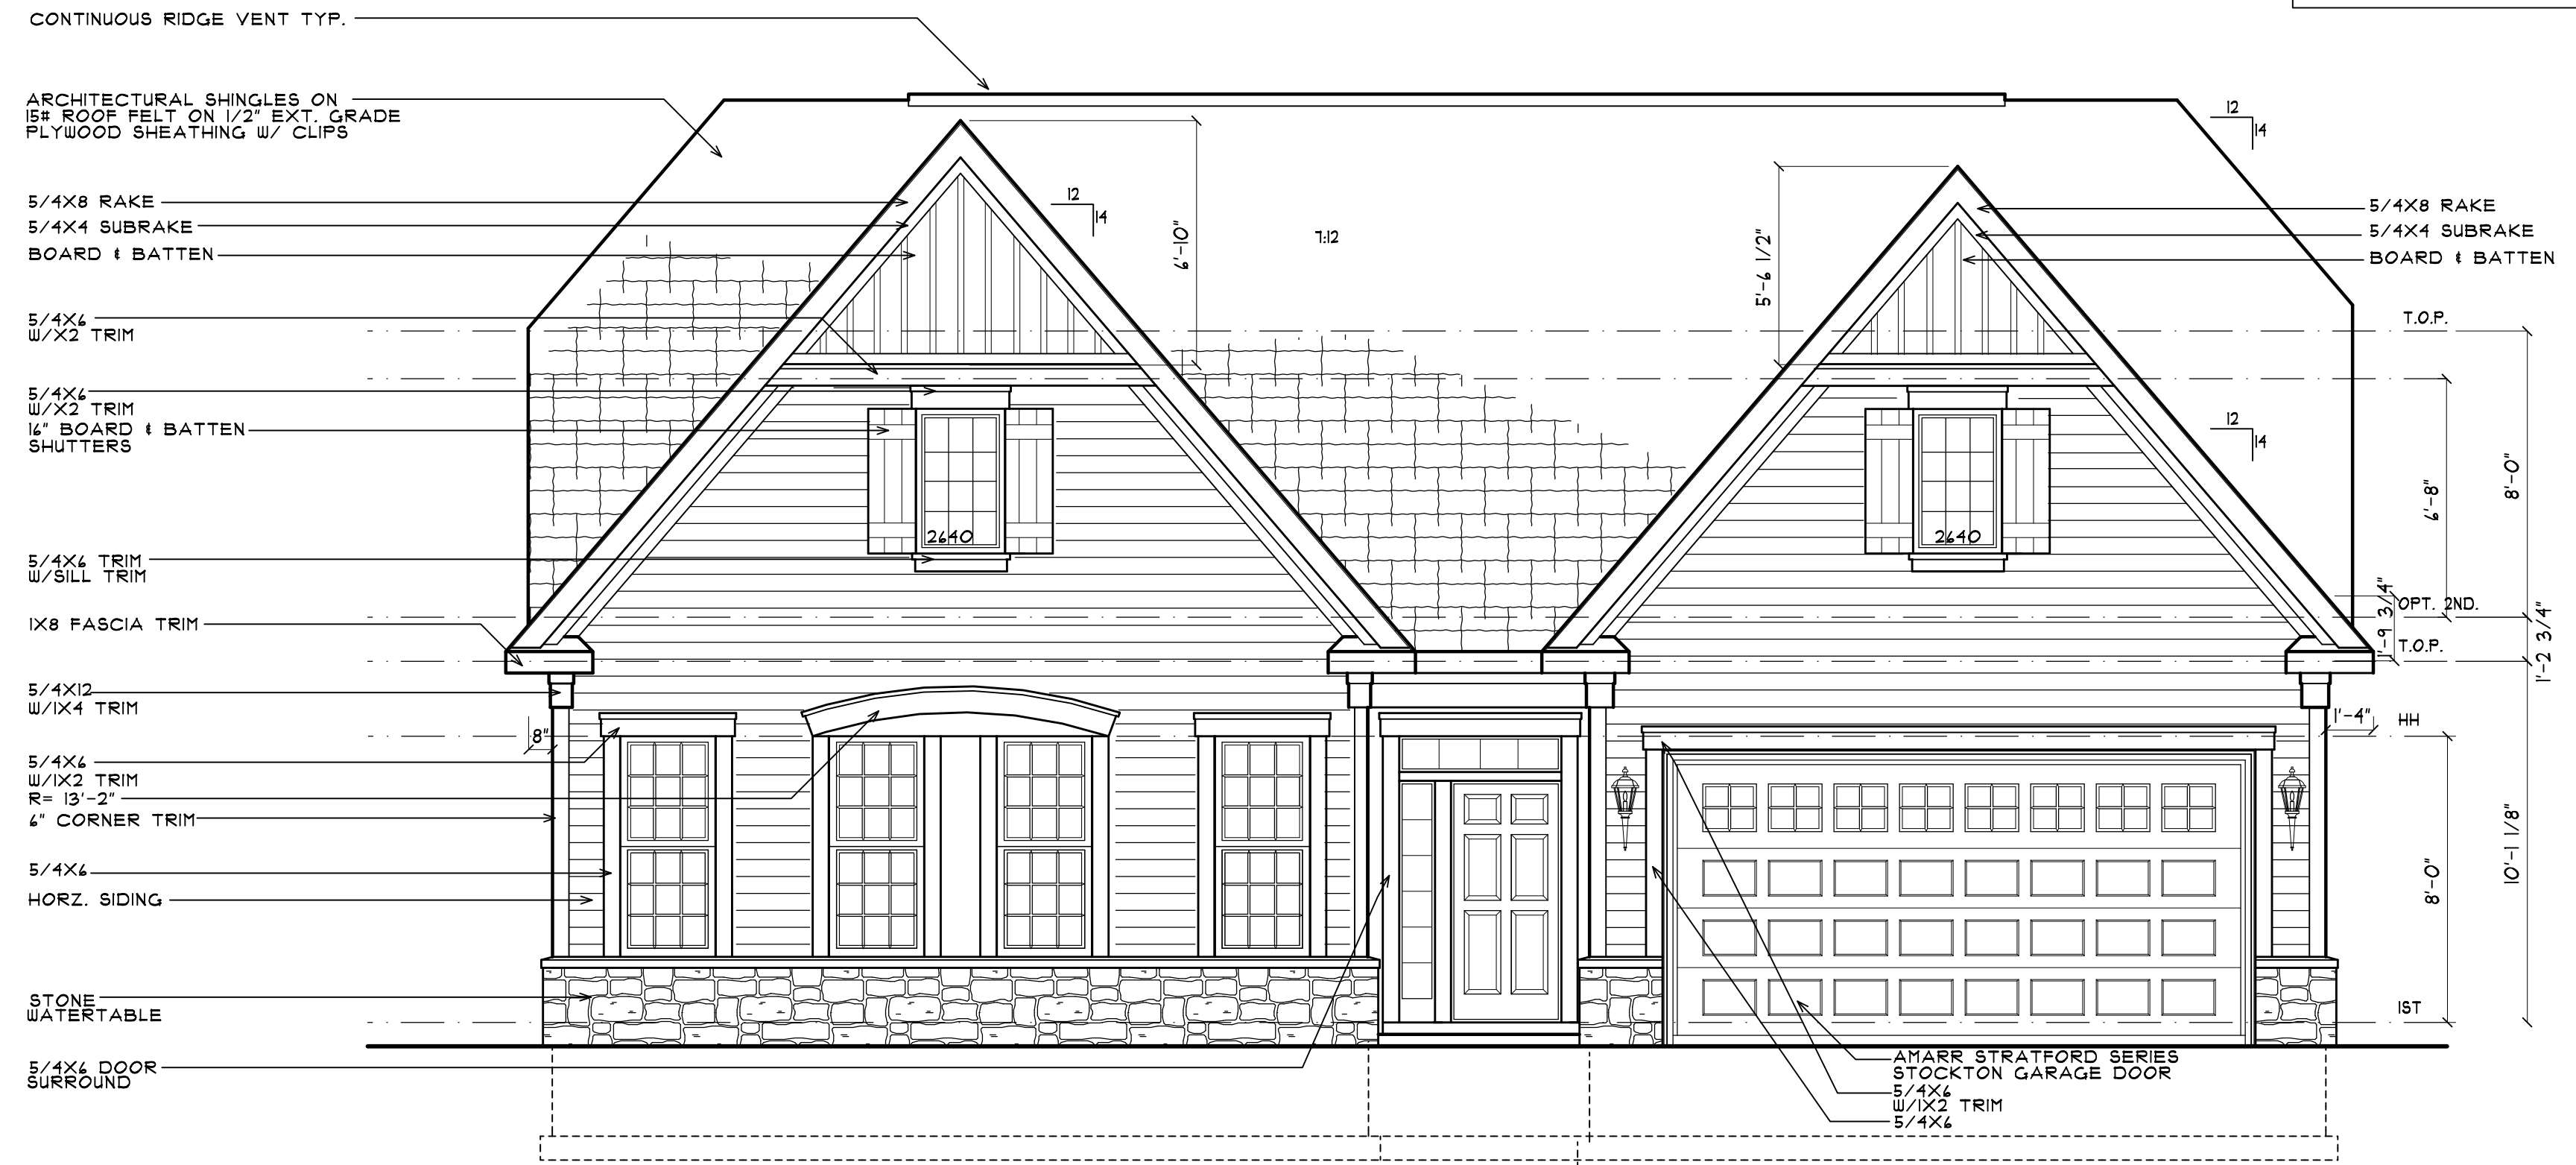 CONTINUOUS RIDGE VENT TYP.
ARCHITECTURAL SHINGLES ON
15# ROOF FELT ON 1/2" EXT. GRADE
PLYWOOD SHEATHING W/ CLIPS
5/4X8 RAKE
5/4X4 SUBRAKE
BOARD & BATTEN
5/4X6
W/X2 TRIM
5/4X6
W/X2 TRIM
16" BOARD & BATTEN
SHUTTERS
5/4X6 TRIM
W/SILL TRIM
1X8 FASCIA TRIM
5/4X12
W/1X4 TRIM
8"
5/4X6
W/1X2 TRIM
R= 13'-2"
6" CORNER TRIM
5/4X6
HORZ. SIDING
STONE
WATERTABLE
5/4X6 DOOR
SURROUND
12
14
6'-10"
7:12
5'-6 1/2"
2640
2640
12
14
5/4X8 RAKE
5/4X4 SUBRAKE
BOARD & BATTEN
T.O.P.
12
14
6'-8"
8'-0"
1'-9 3/4"
OPT. 2ND.
T.O.P.
1'-2 3/4"
1'-4"
HH
8'-0"
10'-1 1/8"
1ST
AMARR STRATFORD SERIES
STOCKTON GARAGE DOOR
5/4X6
W/1X2 TRIM
5/4X6